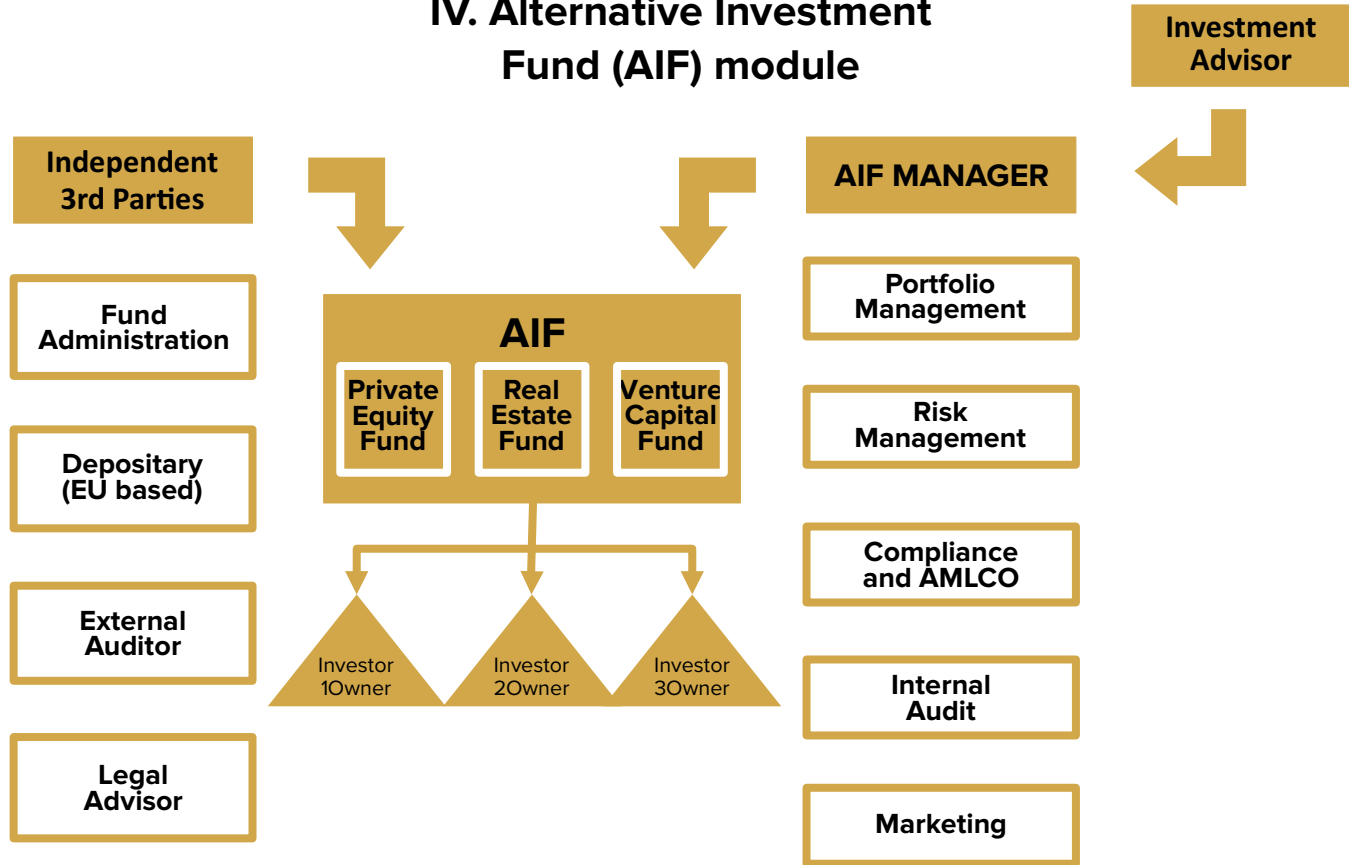 IV. Alternative Investment
Fund (AIF) module
Investment
Advisor
Independent
3rd Parties
AIF MANAGER
Fund
Administration
Depositary
(EU based)
External
Auditor
Legal
Advisor
AIF
Private
Equity
Fund
Real
Estate
Fund
Venture
Capital
Fund
Investor
1Owner
Investor
2Owner
Investor
3Owner
Portfolio
Management
Risk
Management
Compliance
and AMLCO
Internal
Audit
Marketing